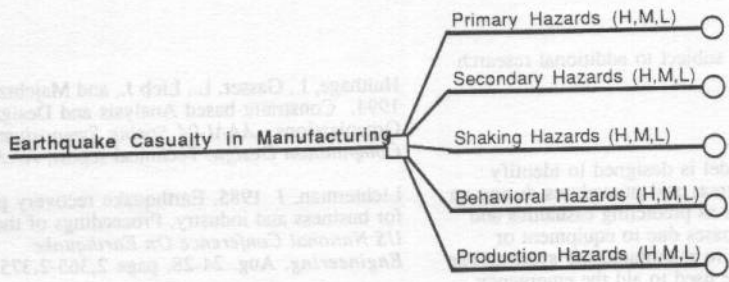 Primary Hazards (H,M,L)
Secondary Hazards (H,M,L)
Earthquake Casualty in Manufacturing
Shaking Hazards (H,M,L)
Behavioral Hazards (H,M,L)
Production Hazards (H,M,L)